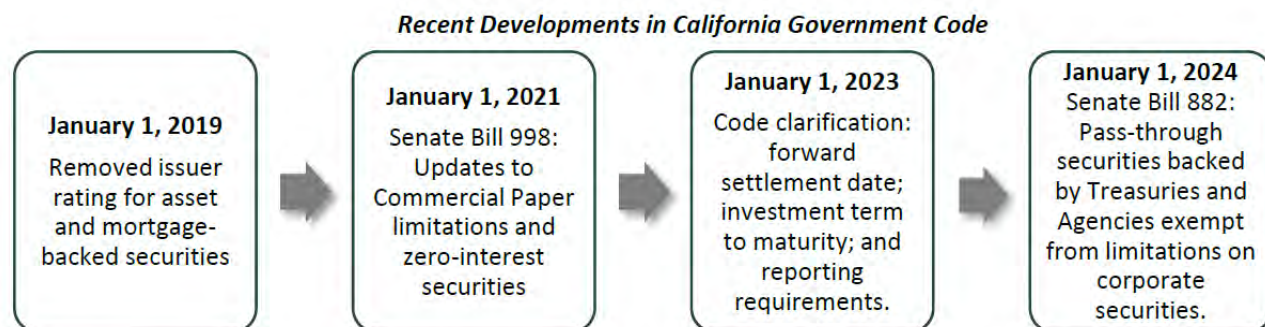 Recent Developments in California Government Code
January 1, 2019
Removed issuer
rating for asset
and mortgage-
backed securities
January 1, 2021
Senate Bill 998:
Updates to
Commercial Paper
limitations and
zero-interest
securities
January 1, 2023
Code clarification:
forward
settlement date;
investment term
to maturity; and
reporting
requirements.
January 1, 2024
Senate Bill 882:
Pass-through
securities backed
by Treasuries and
Agencies exempt
from limitations on
corporate
securities.